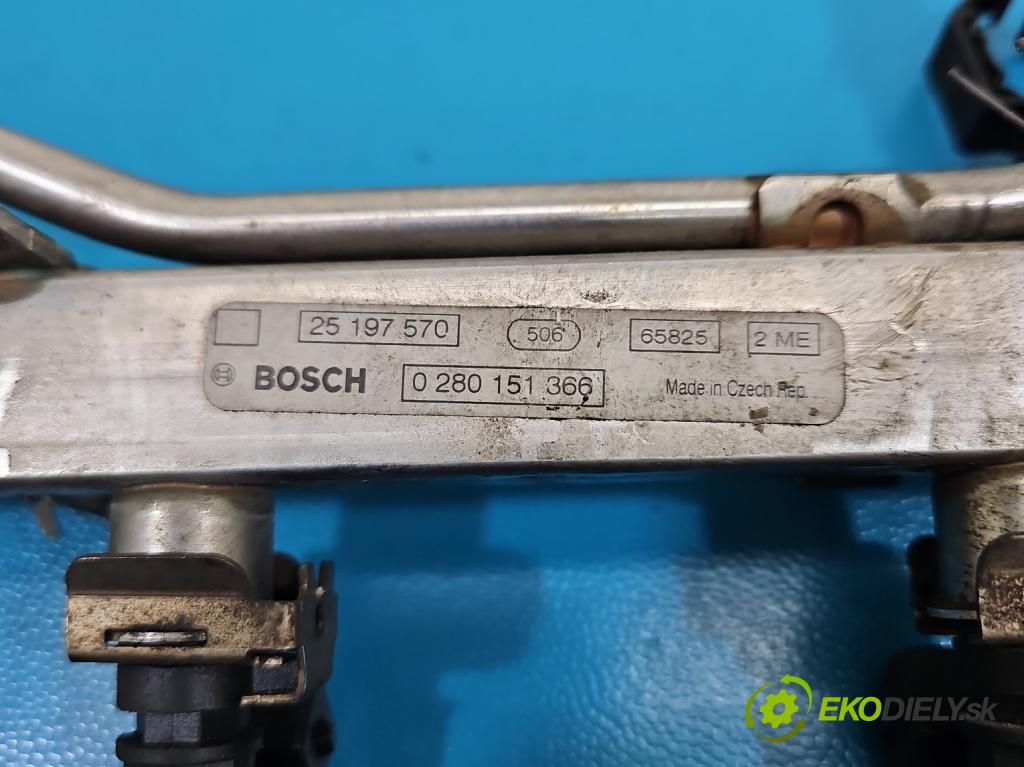 25 197 570 506 65825 2 ME
BOSCH 0 280 151 366 Made in Czech Rep.
EKODIELY.sk